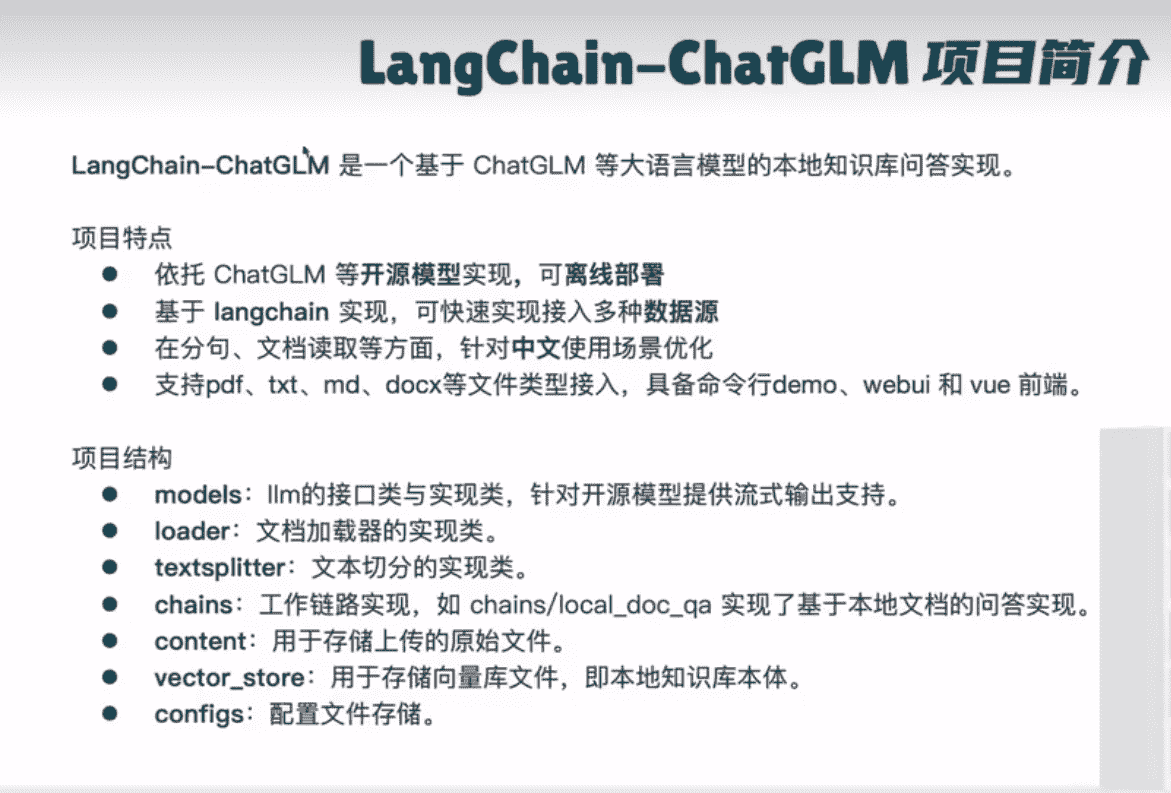 LangChain-ChatGLM 项目简介
LangChain-ChatGLM 是一个基于 ChatGLM 等大语言模型的本地知识库问答实现。
项目特点
● 依托 ChatGLM 等开源模型实现，可离线部署
● 基于 langchain 实现，可快速实现接入多种数据源
● 在分句、文档读取等方面，针对中文使用场景优化
● 支持pdf、txt、md、docx等文件类型接入，具备命令行demo、webui 和 vue 前端。
项目结构
● models：llm的接口类与实现类，针对开源模型提供流式输出支持。
● loader：文档加载器的实现类。
● textsplitter：文本切分的实现类。
● chains：工作链路实现，如 chains/local_doc_qa 实现了基于本地文档的问答实现。
● content：用于存储上传的原始文件。
● vector_store：用于存储向量库文件，即本地知识库本体。
● configs：配置文件存储。